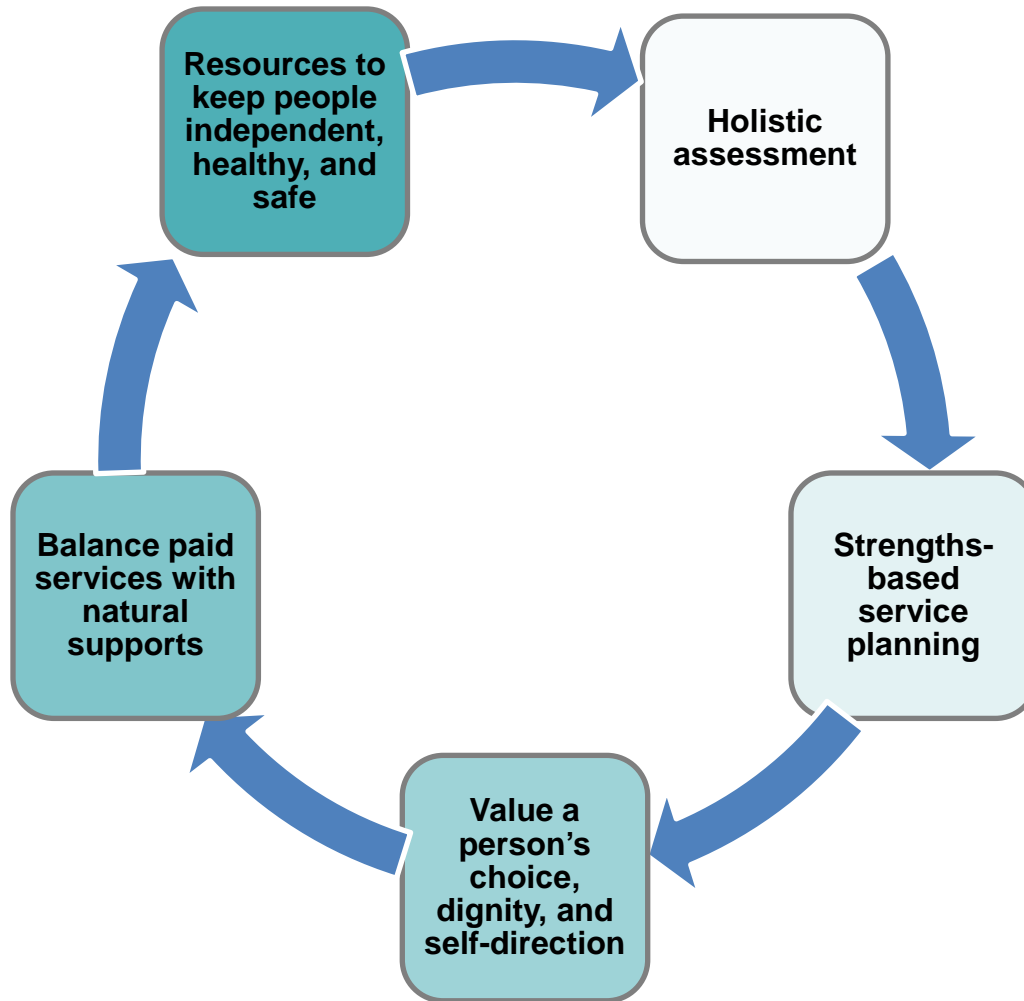 Resources to
keep people
independent,
healthy, and
safe
Holistic
assessment
Strengths-
based
service
planning
Value a
person’s
choice,
dignity, and
self-direction
Balance paid
services with
natural
supports